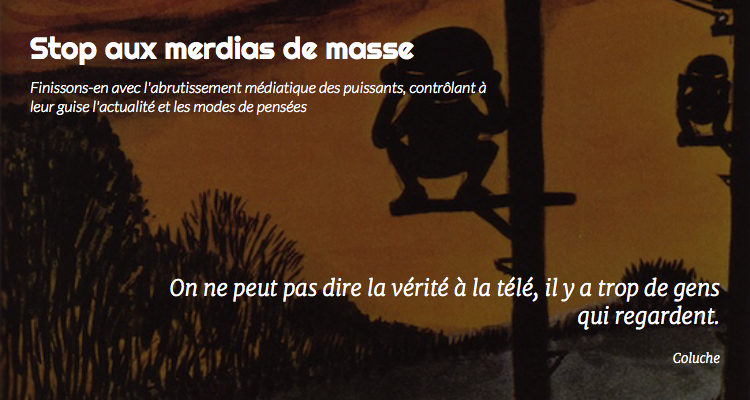 Stop aux merdias de masse
Finissons-en avec l'abrutissement médiatique des puissants, contrôlant à
leur guise l'actualité et les modes de pensées
On ne peut pas dire la vérité à la télé, il y a trop de gens
qui regardent.
Coluche